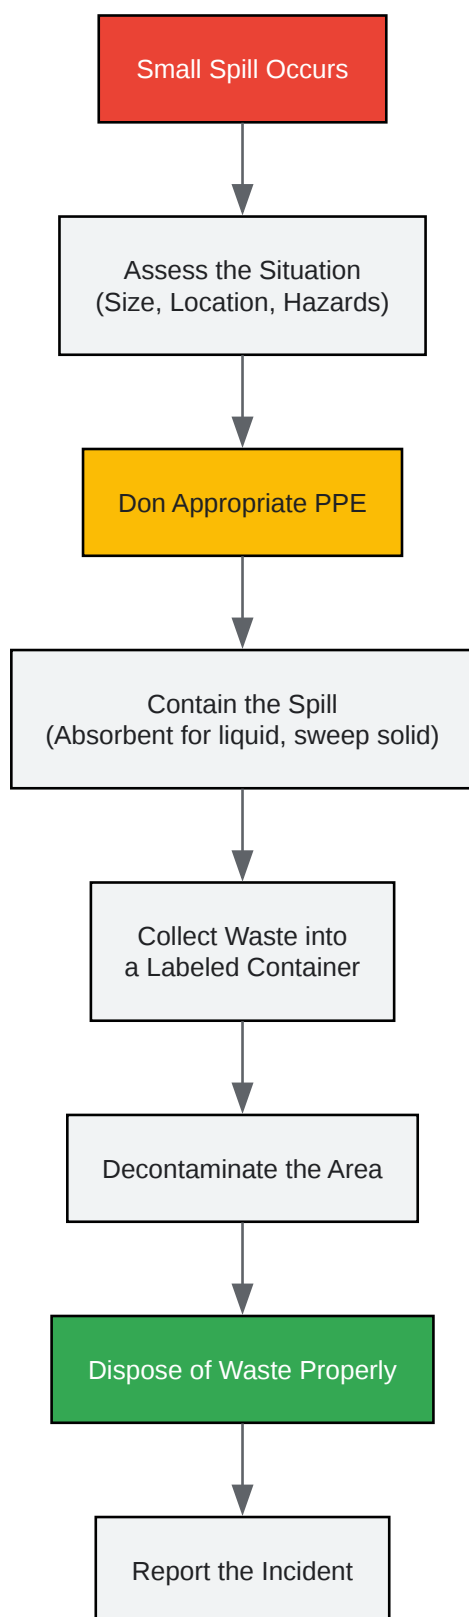 Small Spill Occurs
Assess the Situation
(Size, Location, Hazards)
Don Appropriate PPE
Contain the Spill
(Absorbent for liquid, sweep solid)
Collect Waste into
a Labeled Container
Decontaminate the Area
Dispose of Waste Properly
Report the Incident